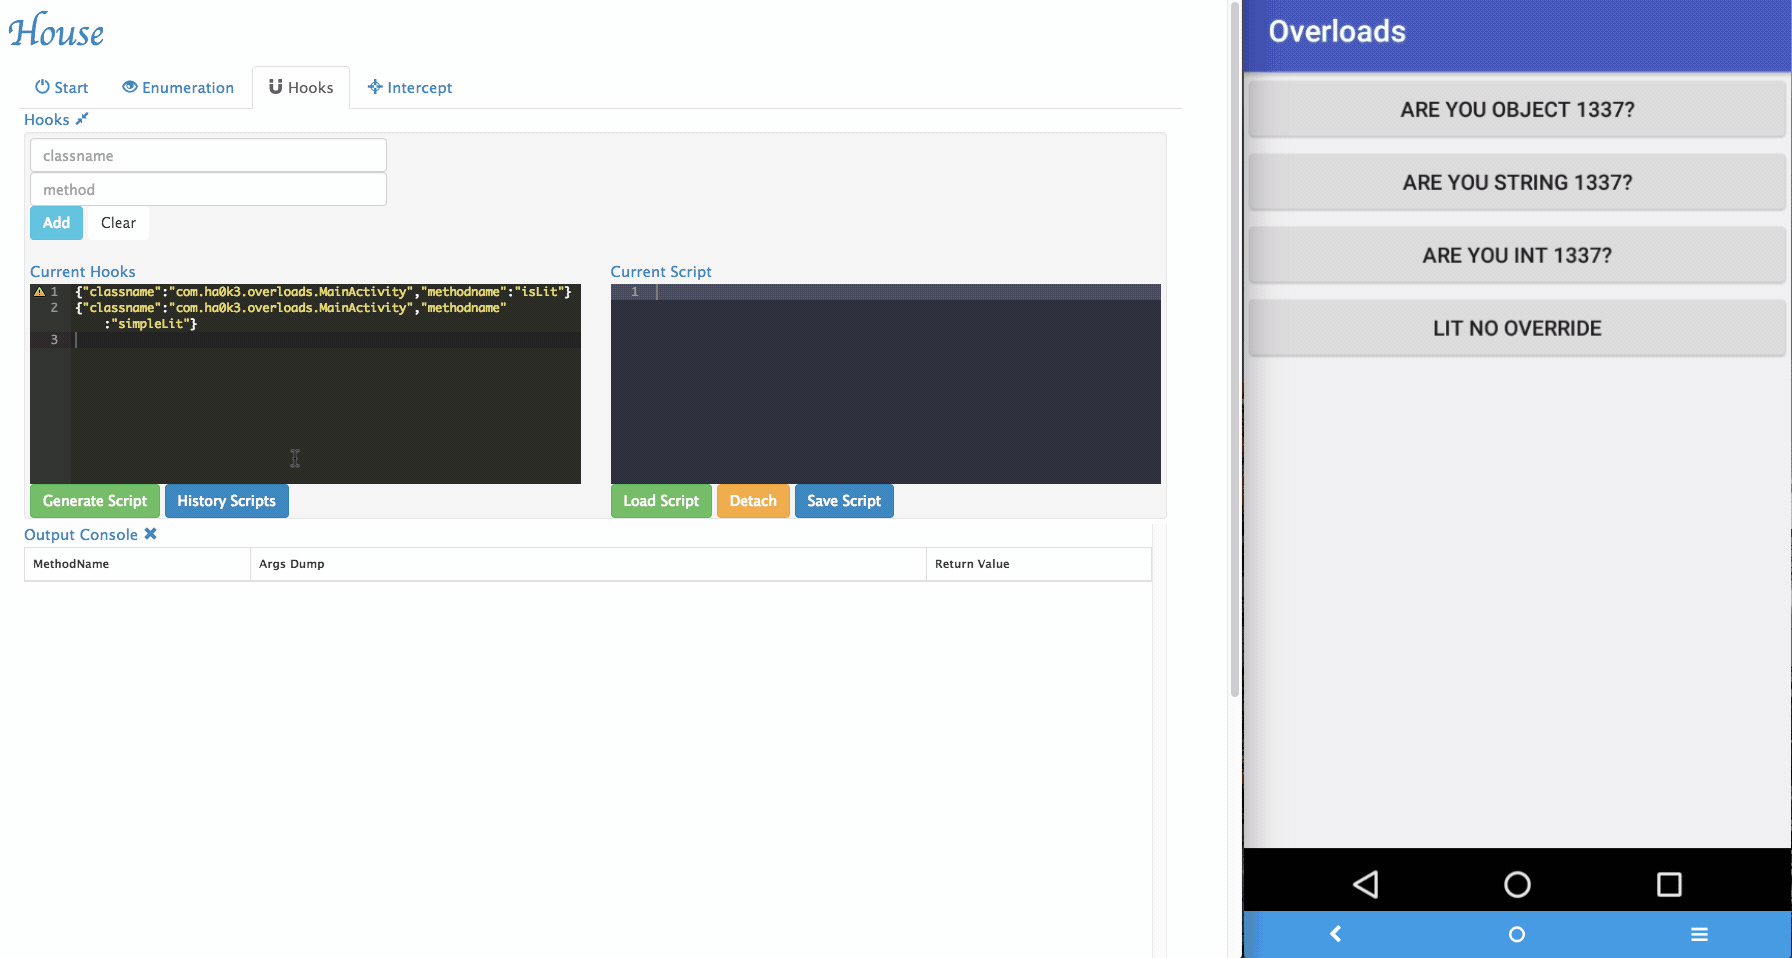 House
Start
Enumeration
Hooks
Intercept
Hooks
classname
method
Add
Clear
Current Hooks
1 {"classname":"com.ha0k3.overloads.MainActivity","methodname":"isLit"}
2 {"classname":"com.ha0k3.overloads.MainActivity","methodname"
:"simpleLit"}
3
Generate Script
History Scripts
Current Script
1
Load Script
Detach
Save Script
Output Console
MethodName
Args Dump
Return Value
Overloads
ARE YOU OBJECT 1337?
ARE YOU STRING 1337?
ARE YOU INT 1337?
LIT NO OVERRIDE